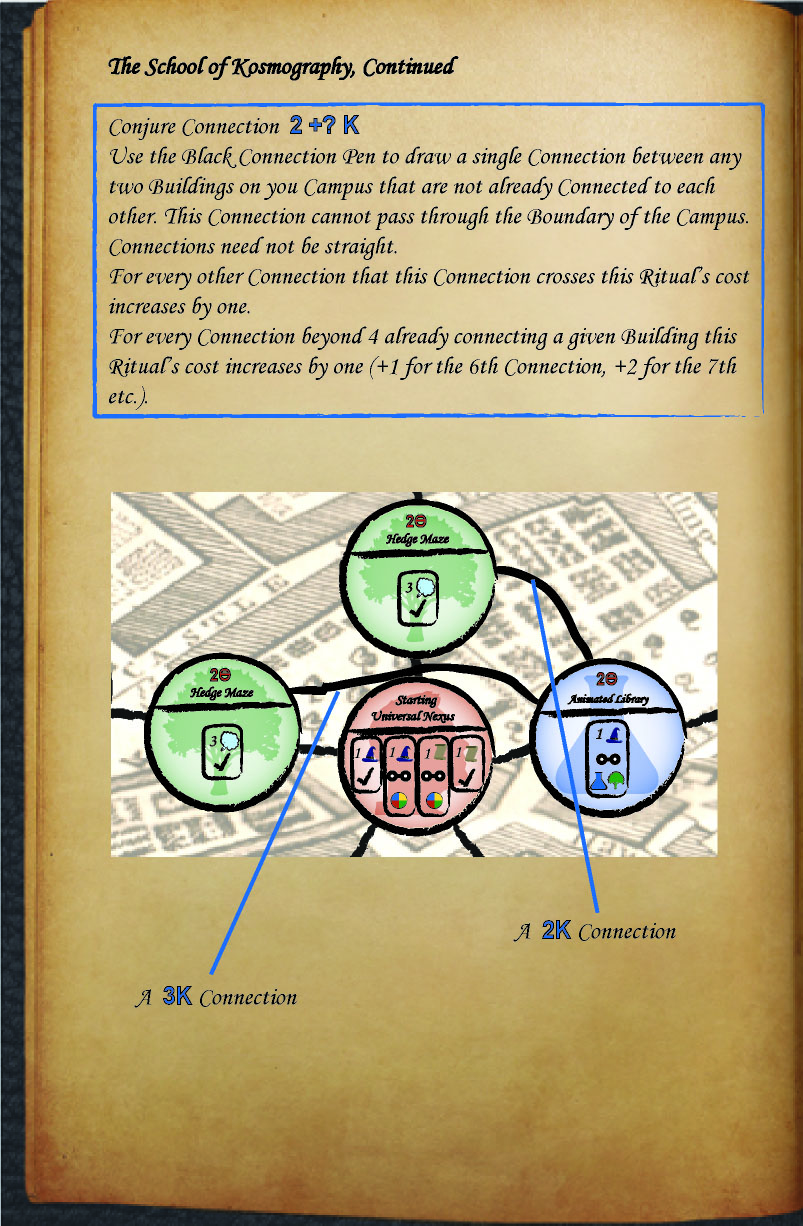 The School of Kosmography, Continued
Conjure Connection 2 +? K
Use the Black Connection Pen to draw a single Connection between any
two Buildings on you Campus that are not already Connected to each
other. This Connection cannot pass through the Boundary of the Campus.
Connections need not be straight.
For every other Connection that this Connection crosses this Ritual's cost
increases by one.
For every Connection beyond 4 already connecting a given Building this
Ritual's cost increases by one (+1 for the 6th Connection, +2 for the 7th
etc.).
2Θ
Hedge Maze
3
CASTLE
2Θ
Hedge Maze
3
Starting
Universal Nexus
1 1 1 1
2Θ
Animated Library
1
A 2K Connection
A 3K Connection